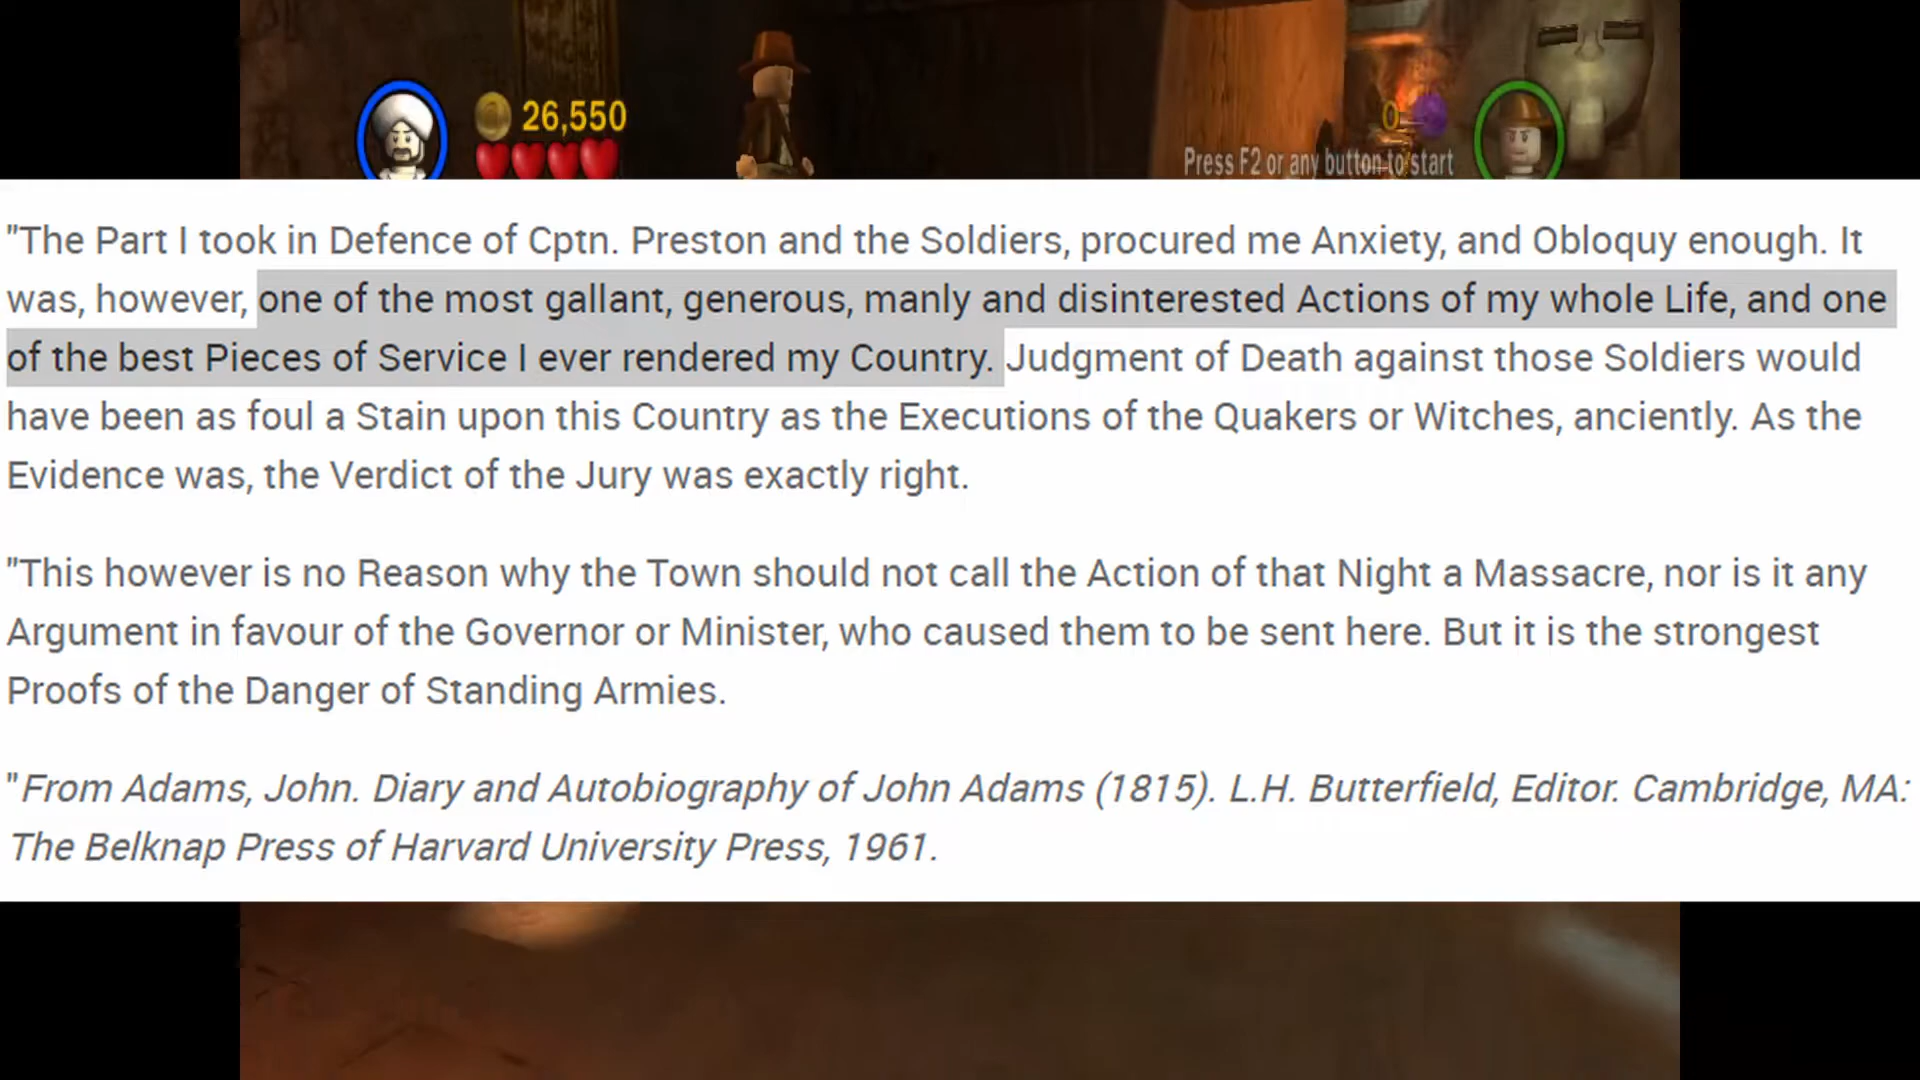 26,550
0
Press F2 or any button to start
"The Part I took in Defence of Cptn. Preston and the Soldiers, procured me Anxiety, and Obloquy enough. It
was, however, one of the most gallant, generous, manly and disinterested Actions of my whole Life, and one
of the best Pieces of Service I ever rendered my Country. Judgment of Death against those Soldiers would
have been as foul a Stain upon this Country as the Executions of the Quakers or Witches, anciently. As the
Evidence was, the Verdict of the Jury was exactly right.
"This however is no Reason why the Town should not call the Action of that Night a Massacre, nor is it any
Argument in favour of the Governor or Minister, who caused them to be sent here. But it is the strongest
Proofs of the Danger of Standing Armies.
"From Adams, John. Diary and Autobiography of John Adams (1815). L.H. Butterfield, Editor. Cambridge, MA:
The Belknap Press of Harvard University Press, 1961.